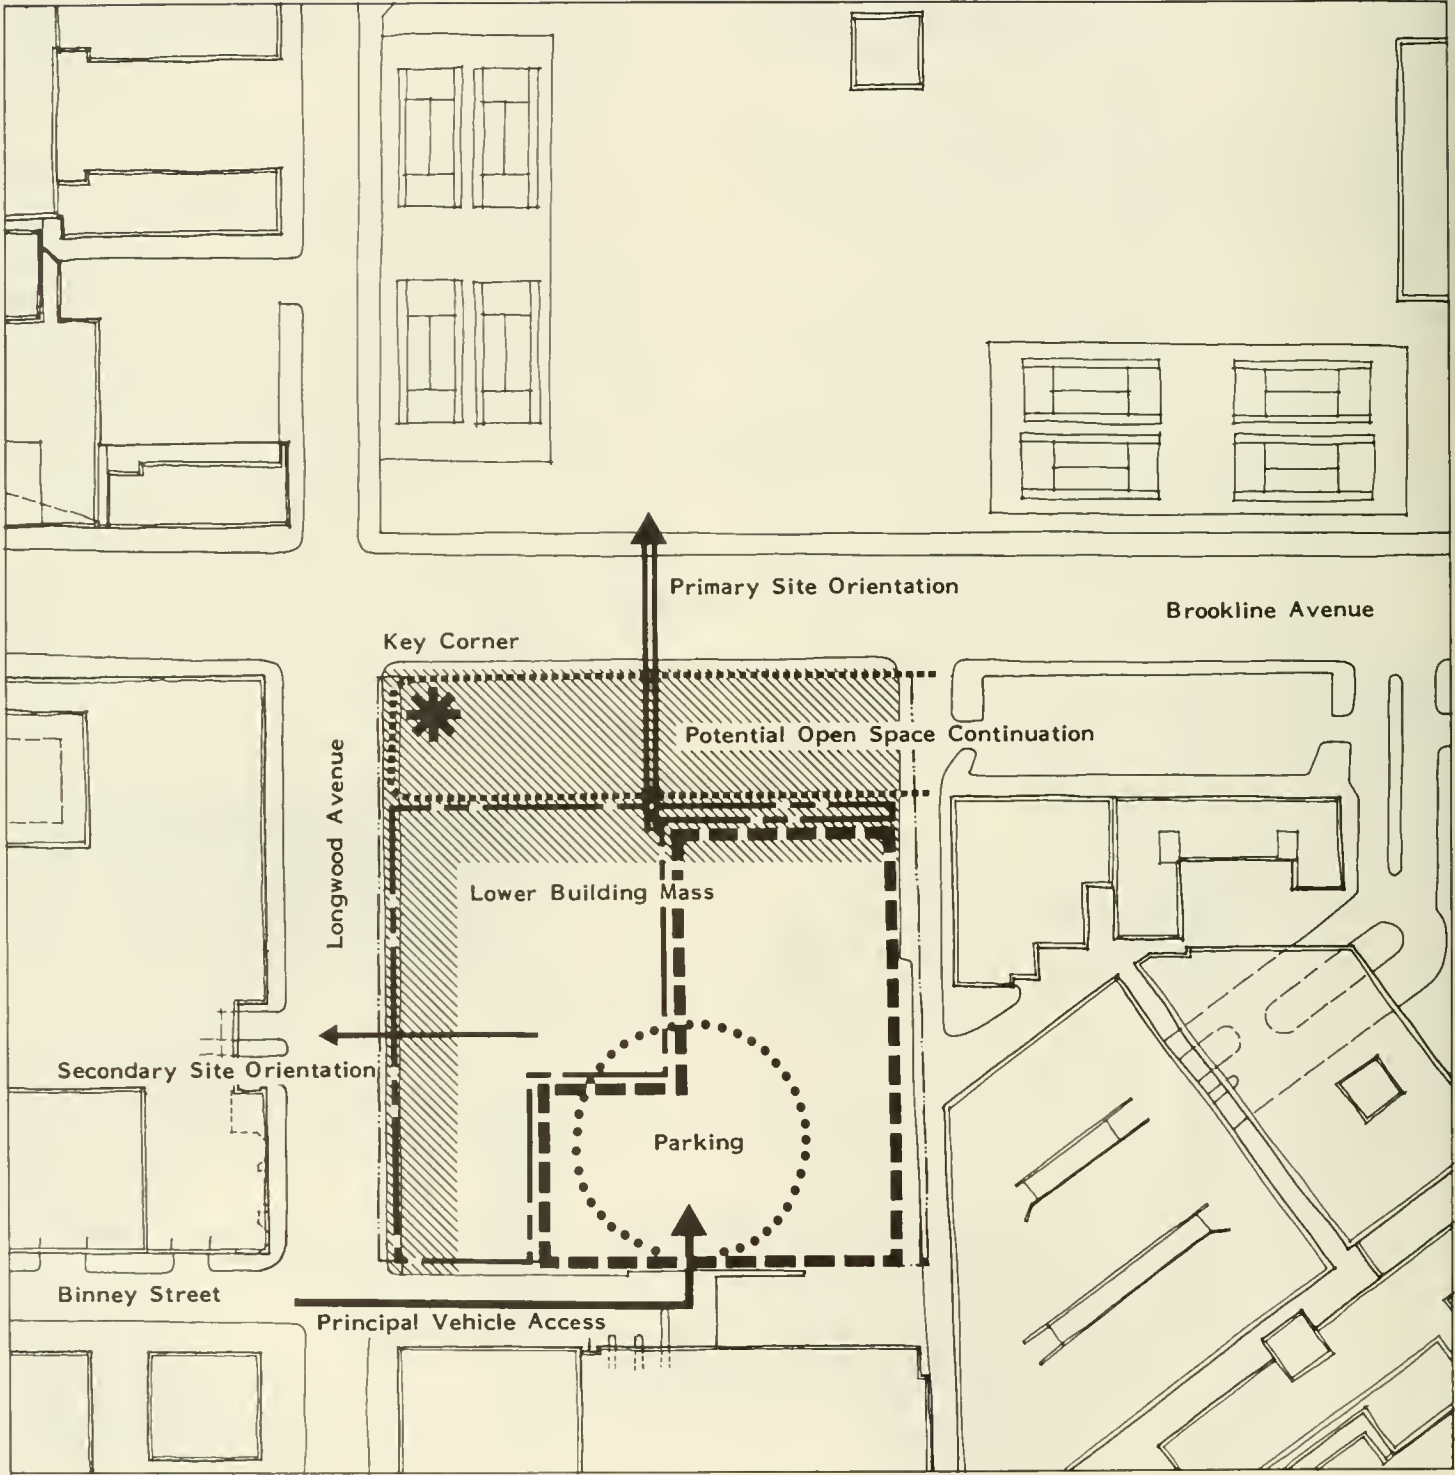 Primary Site Orientation
Brookline Avenue
Key Corner
Potential Open Space Continuation
Longwood Avenue
Lower Building Mass
Secondary Site Orientation
Parking
Binney Street
Principal Vehicle Access